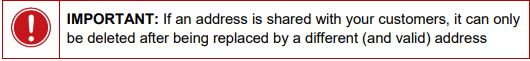 IMPORTANT: If an address is shared with your customers, it can only
be deleted after being replaced by a different (and valid) address